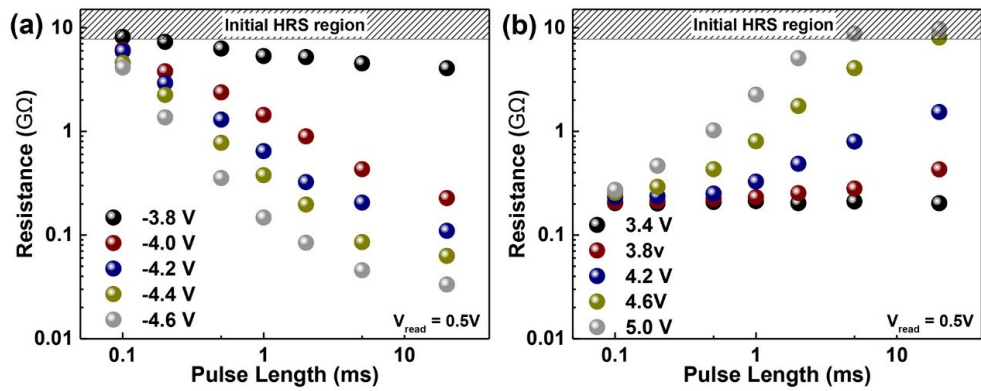 (a)
Initial HRS region
10
1
0.1
0.01
Resistance (GΩ)
-3.8 V
-4.0 V
-4.2 V
-4.4 V
-4.6 V
V_read = 0.5V
0.1
1
10
Pulse Length (ms)
(b)
Initial HRS region
10
1
0.1
0.01
Resistance (GΩ)
3.4 V
3.8v
4.2 V
4.6V
5.0 V
V_read = 0.5V
0.1
1
10
Pulse Length (ms)